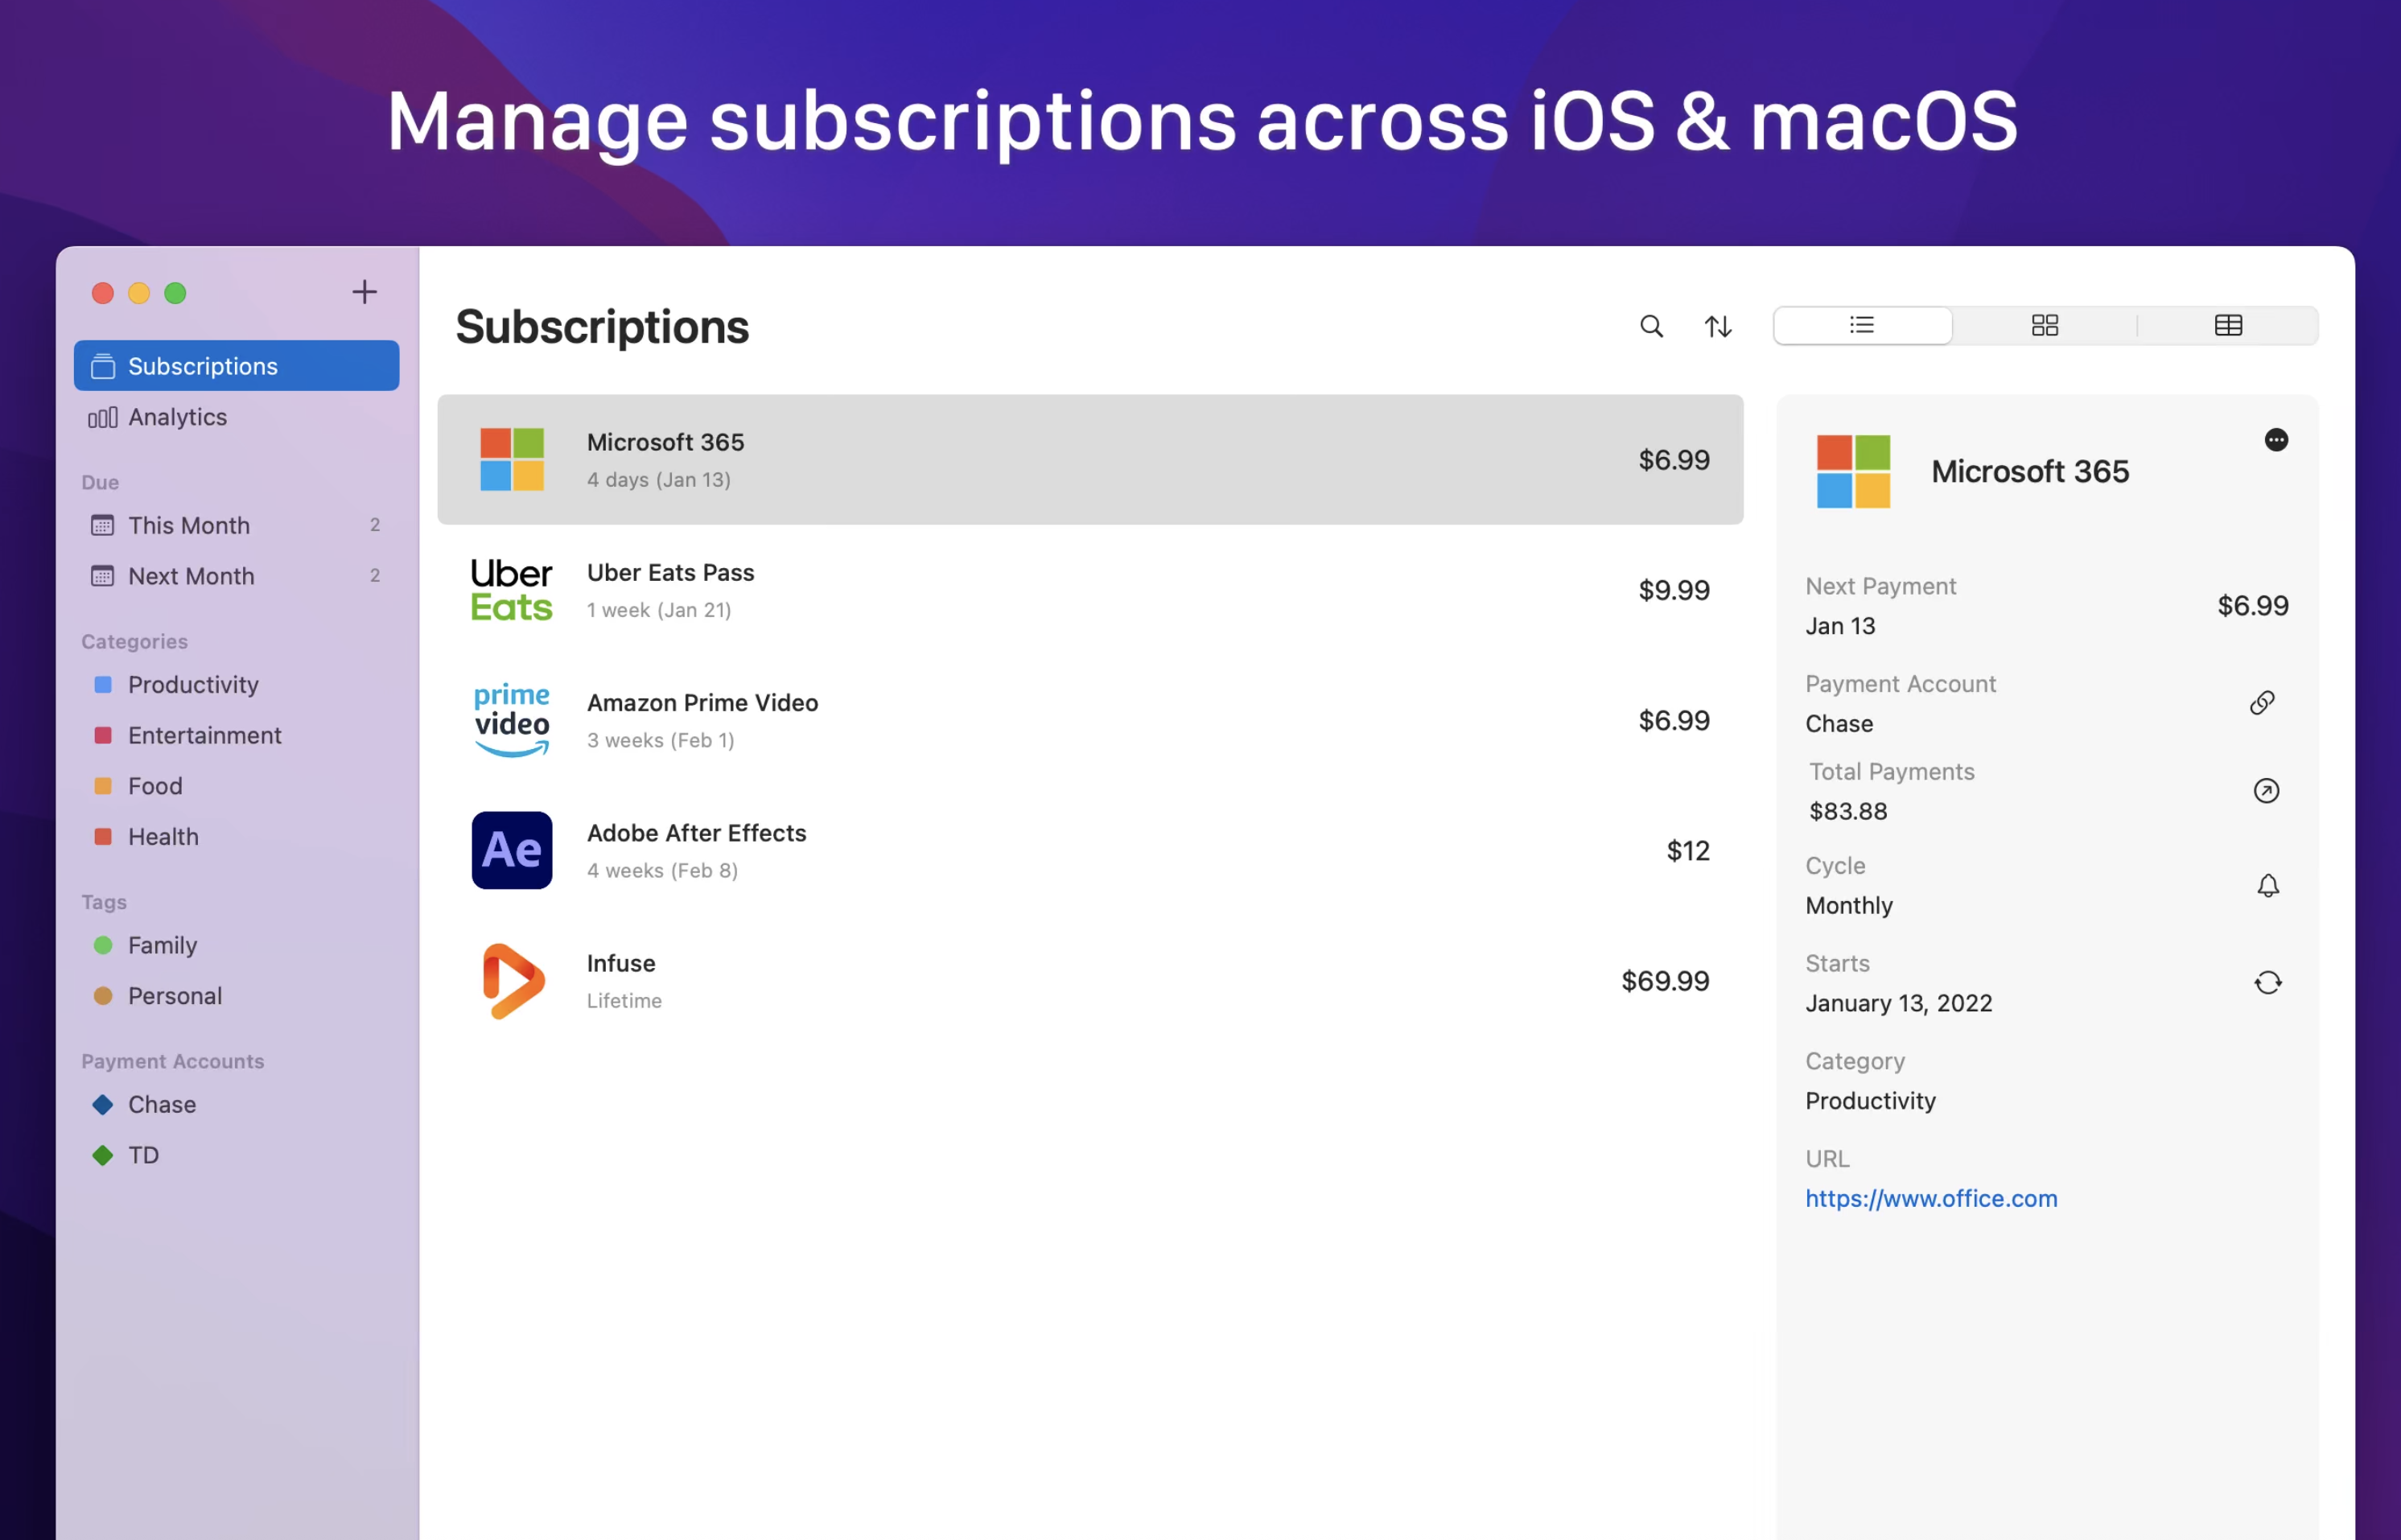 Manage subscriptions across iOS & macOS
Subscriptions
Analytics
Due
This Month 2
Next Month 2
Categories
Productivity
Entertainment
Food
Health
Tags
Family
Personal
Payment Accounts
Chase
TD
Subscriptions
Microsoft 365
4 days (Jan 13)
$6.99
Uber
Eats
Uber Eats Pass
1 week (Jan 21)
$9.99
prime
video
Amazon Prime Video
3 weeks (Feb 1)
$6.99
Ae
Adobe After Effects
4 weeks (Feb 8)
$12
Infuse
Lifetime
$69.99
Microsoft 365
Next Payment
Jan 13
$6.99
Payment Account
Chase
Total Payments
$83.88
Cycle
Monthly
Starts
January 13, 2022
Category
Productivity
URL
https://www.office.com